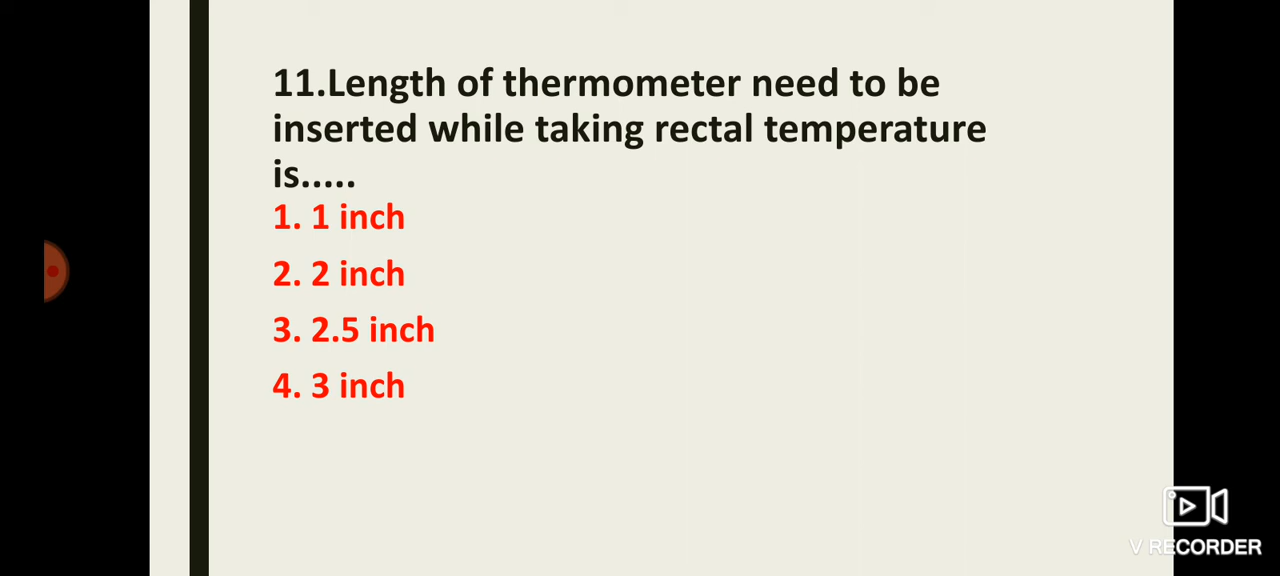 11.Length of thermometer need to be
inserted while taking rectal temperature
is.....
1. 1 inch
2. 2 inch
3. 2.5 inch
4. 3 inch
V RECORDER